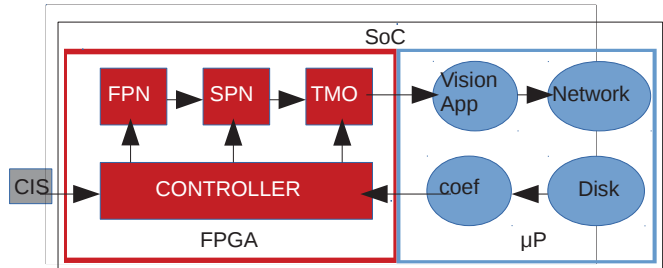 SoC
FPN
SPN
TMO
Vision
App
Network
CIS
CONTROLLER
coef
Disk
FPGA
µP